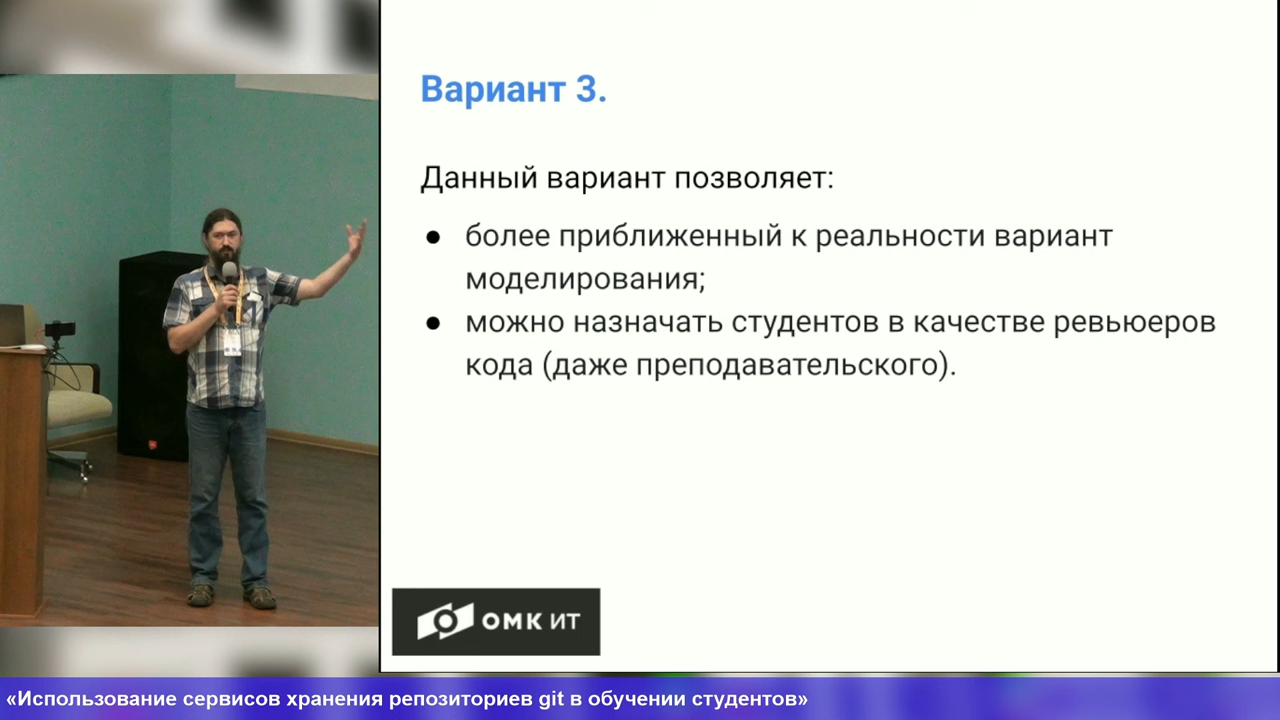 Вариант 3.
Данный вариант позволяет:
● более приближенный к реальности вариант
моделирования;
● можно назначать студентов в качестве ревьюеров
кода (даже преподавательского).
ОМК ИТ
«Использование сервисов хранения репозиториев git в обучении студентов»